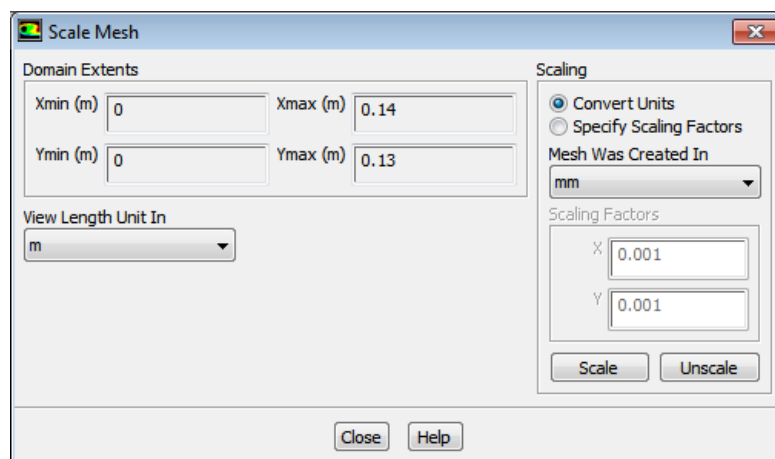 Scale Mesh
Domain Extents
Xmin (m) 0 Xmax (m) 0.14
Ymin (m) 0 Ymax (m) 0.13
View Length Unit In
m
Scaling
Convert Units
Specify Scaling Factors
Mesh Was Created In
mm
Scaling Factors
X 0.001
Y 0.001
Scale Unscale
Close Help